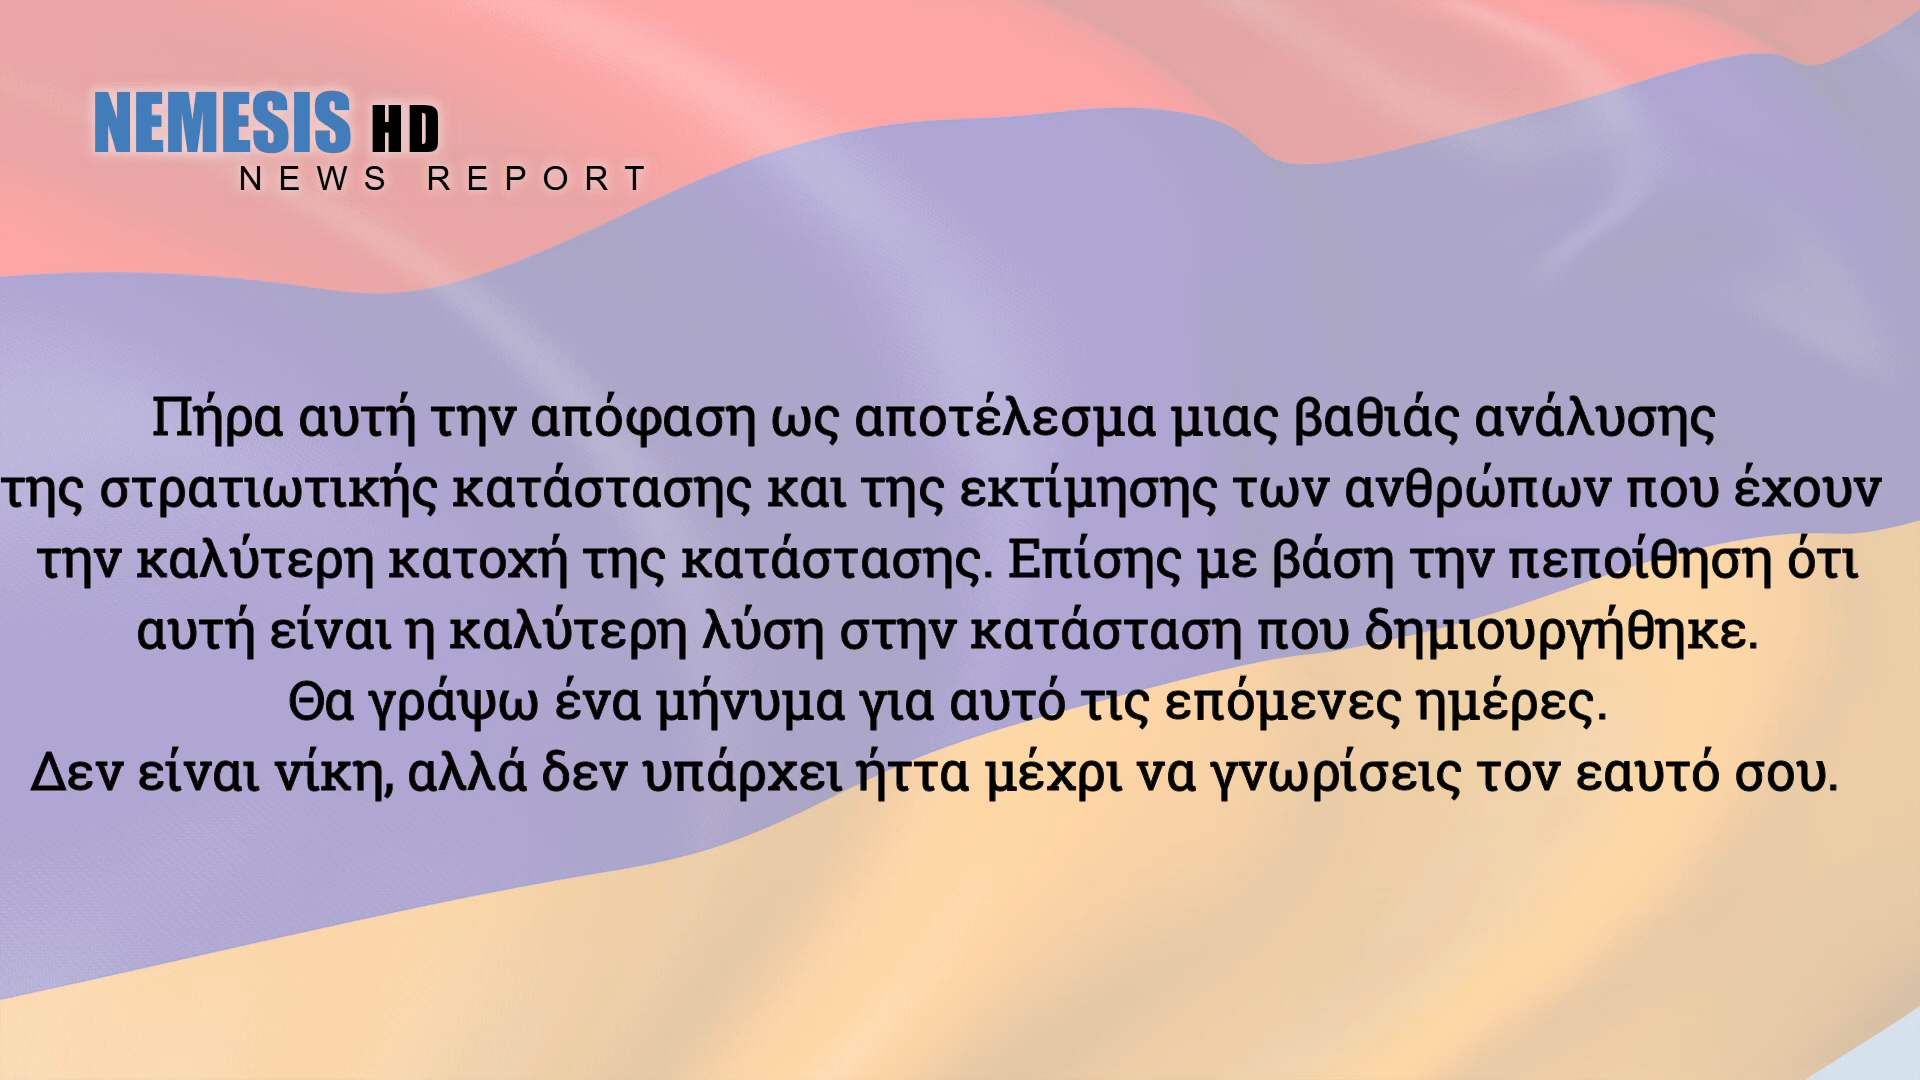 NEMESIS HD
NEWS REPORT
Πήρα αυτή την απόφαση ως αποτέλεσμα μιας βαθιάς ανάλυσης
της στρατιωτικής κατάστασης και της εκτίμησης των ανθρώπων που έχουν
την καλύτερη κατοχή της κατάστασης. Επίσης με βάση την πεποίθηση ότι
αυτή είναι η καλύτερη λύση στην κατάσταση που δημιουργήθηκε.
Θα γράψω ένα μήνυμα για αυτό τις επόμενες ημέρες.
Δεν είναι νίκη, αλλά δεν υπάρχει ήττα μέχρι να γνωρίσεις τον εαυτό σου.